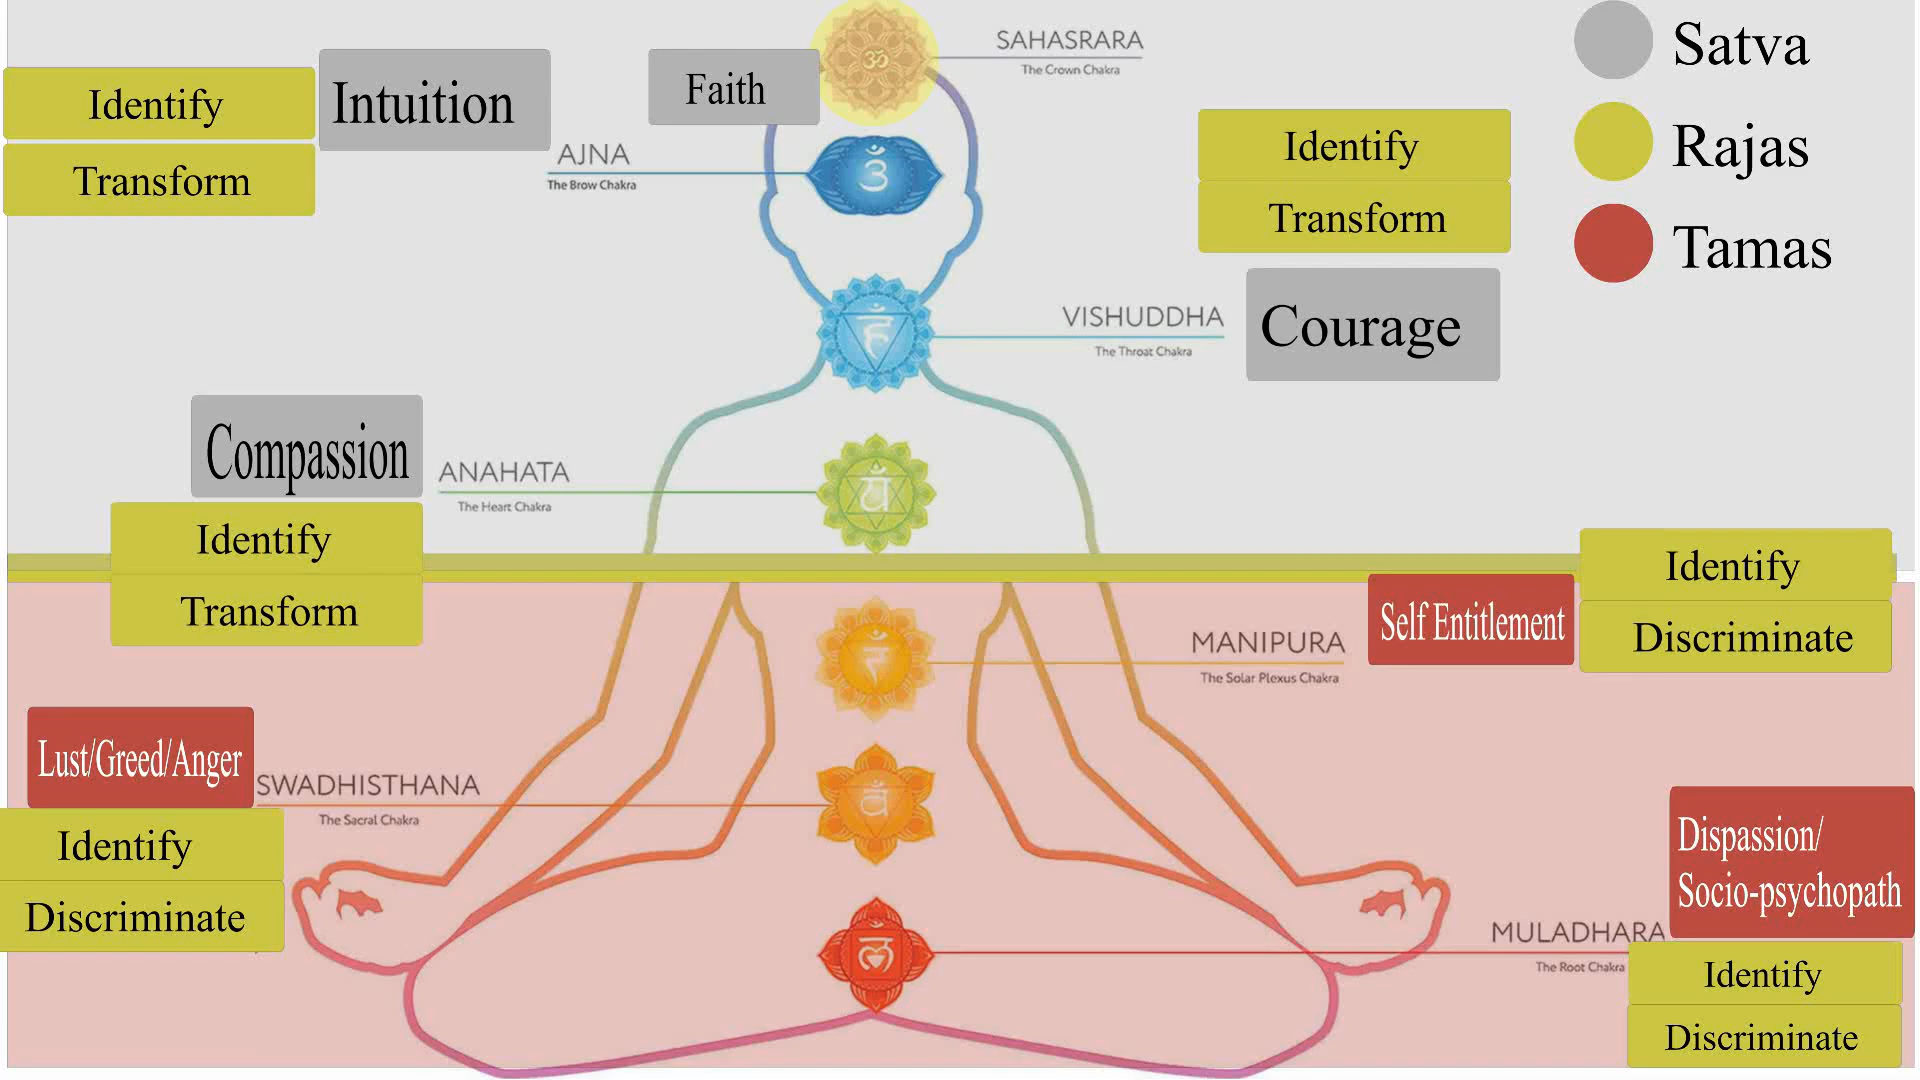 SAHASRARA
The Crown Chakra
Satva
Rajas
Tamas
Identify
Transform
Intuition
Faith
ॐ
AJNA
The Brow Chakra
Identify
Transform
VISHUDDHA
The Throat Chakra
Courage
हं
Compassion
Identify
Transform
ANAHATA
The Heart Chakra
यं
Identify
Discriminate
Self Entitlement
MANIPURA
The Solar Plexus Chakra
रं
Lust/Greed/Anger
Identify
Discriminate
SWADHISTHANA
The Sacral Chakra
वं
Dispassion/
Socio-psychopath
MULADHARA
The Root Chakra
लं
Identify
Discriminate